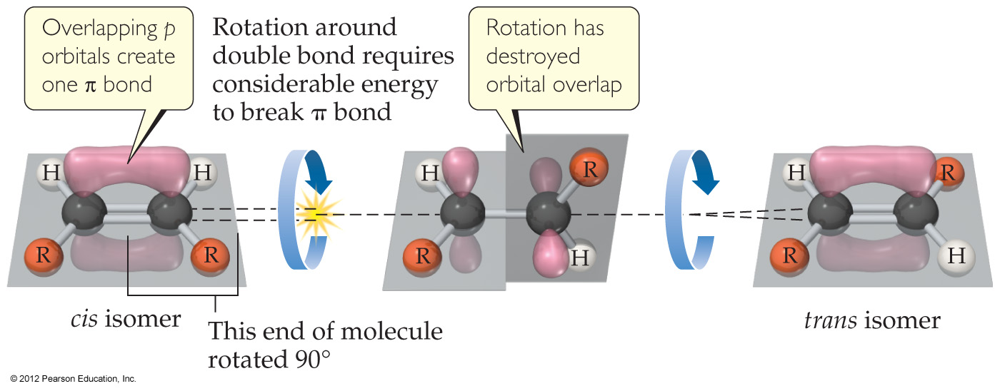 Overlapping p
orbitals create
one π bond
Rotation around
double bond requires
considerable energy
to break π bond
Rotation has
destroyed
orbital overlap
H
H
R
R
H
R
R
H
H
R
R
H
cis isomer
This end of molecule
rotated 90°
trans isomer
© 2012 Pearson Education, Inc.